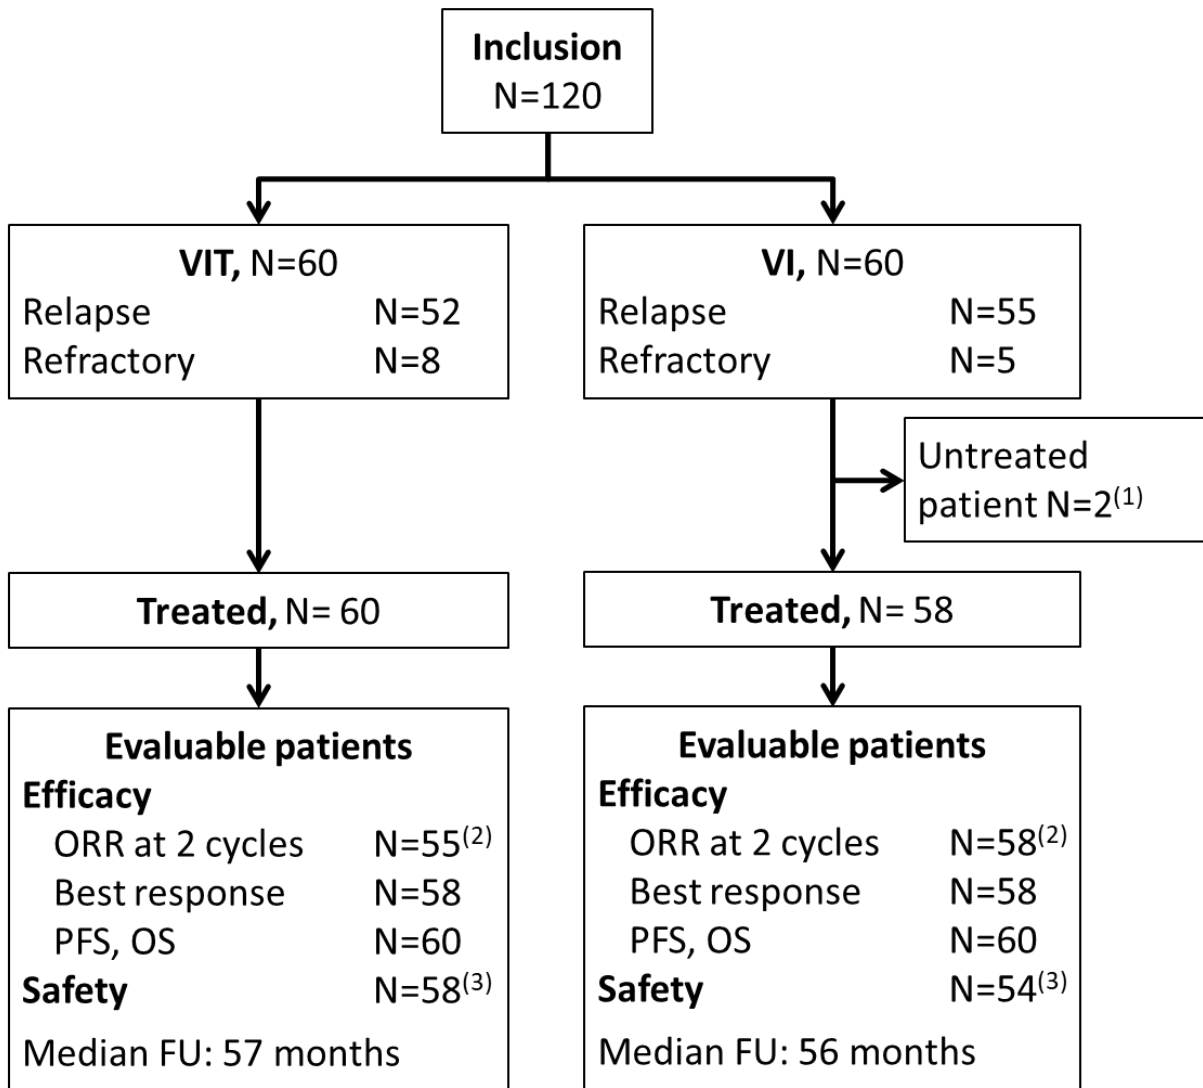 Inclusion
N=120
VIT, N=60
Relapse N=52
Refractory N=8
VI, N=60
Relapse N=55
Refractory N=5
Untreated
patient N=2(1)
Treated, N= 60
Treated, N= 58
Evaluable patients
Efficacy
ORR at 2 cycles N=55(2)
Best response N=58
PFS, OS N=60
Safety N=58(3)
Median FU: 57 months
Evaluable patients
Efficacy
ORR at 2 cycles N=58(2)
Best response N=58
PFS, OS N=60
Safety N=54(3)
Median FU: 56 months